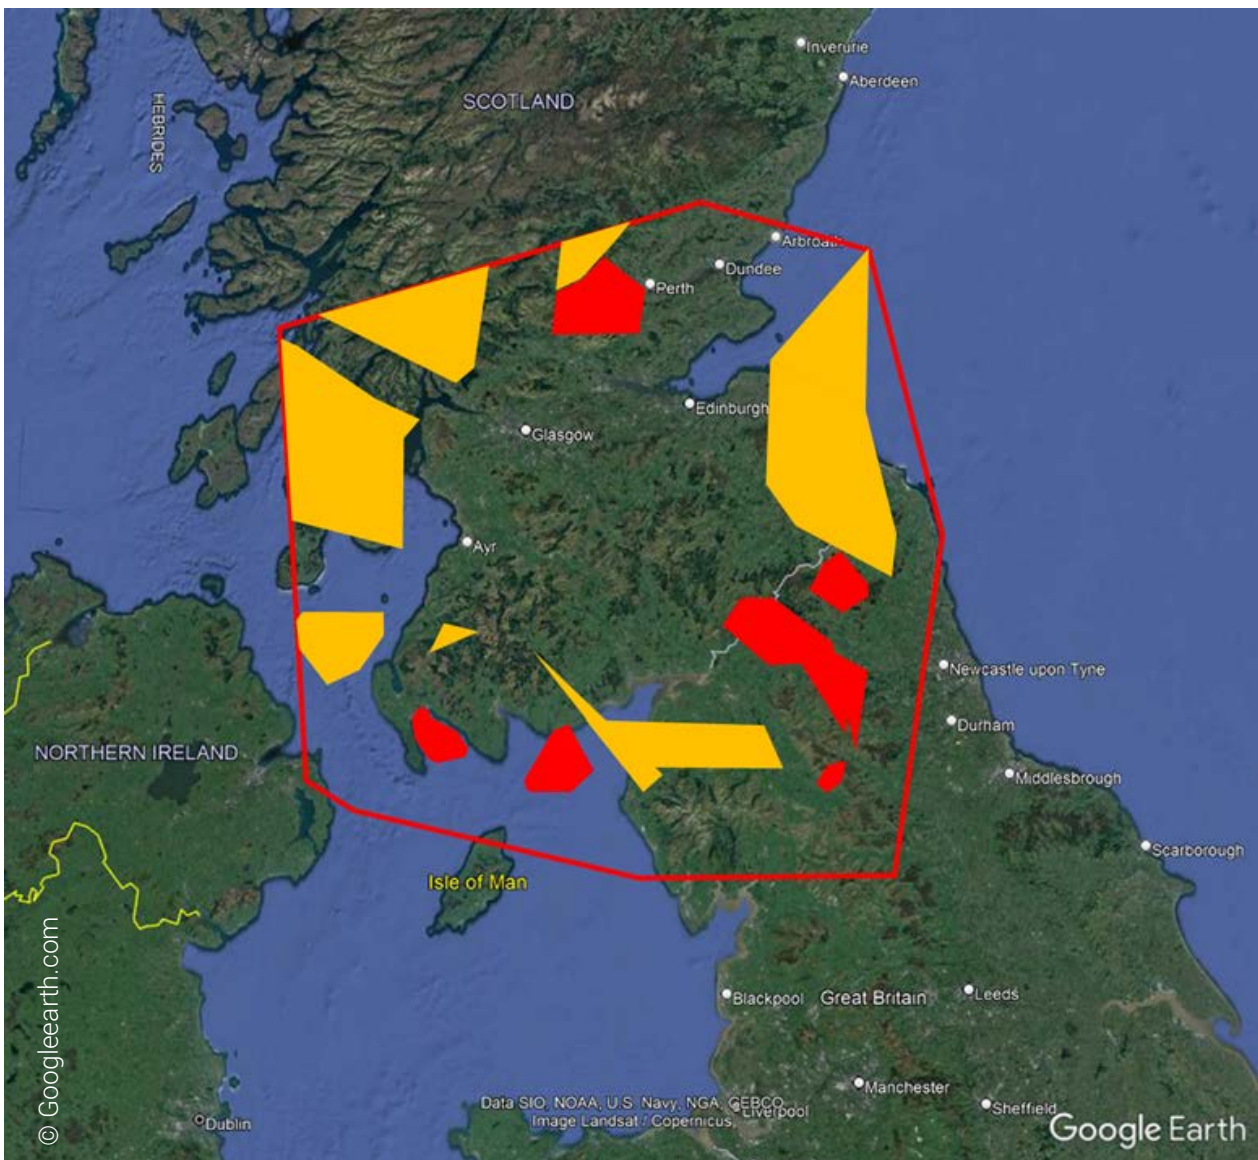 Inverurie
Aberdeen
SCOTLAND
HEBRIDES
Arbroath
Dundee
Perth
Edinburgh
Glasgow
Ayr
Newcastle upon Tyne
Durham
NORTHERN IRELAND
Middlesbrough
Scarborough
Isle of Man
© Googleearth.com
Blackpool
Great Britain
Leeds
Manchester
Data SIO, NOAA, U.S. Navy, NGA, GEBCO
Liverpool
Sheffield
Image Landsat / Copernicus
Dublin
Google Earth